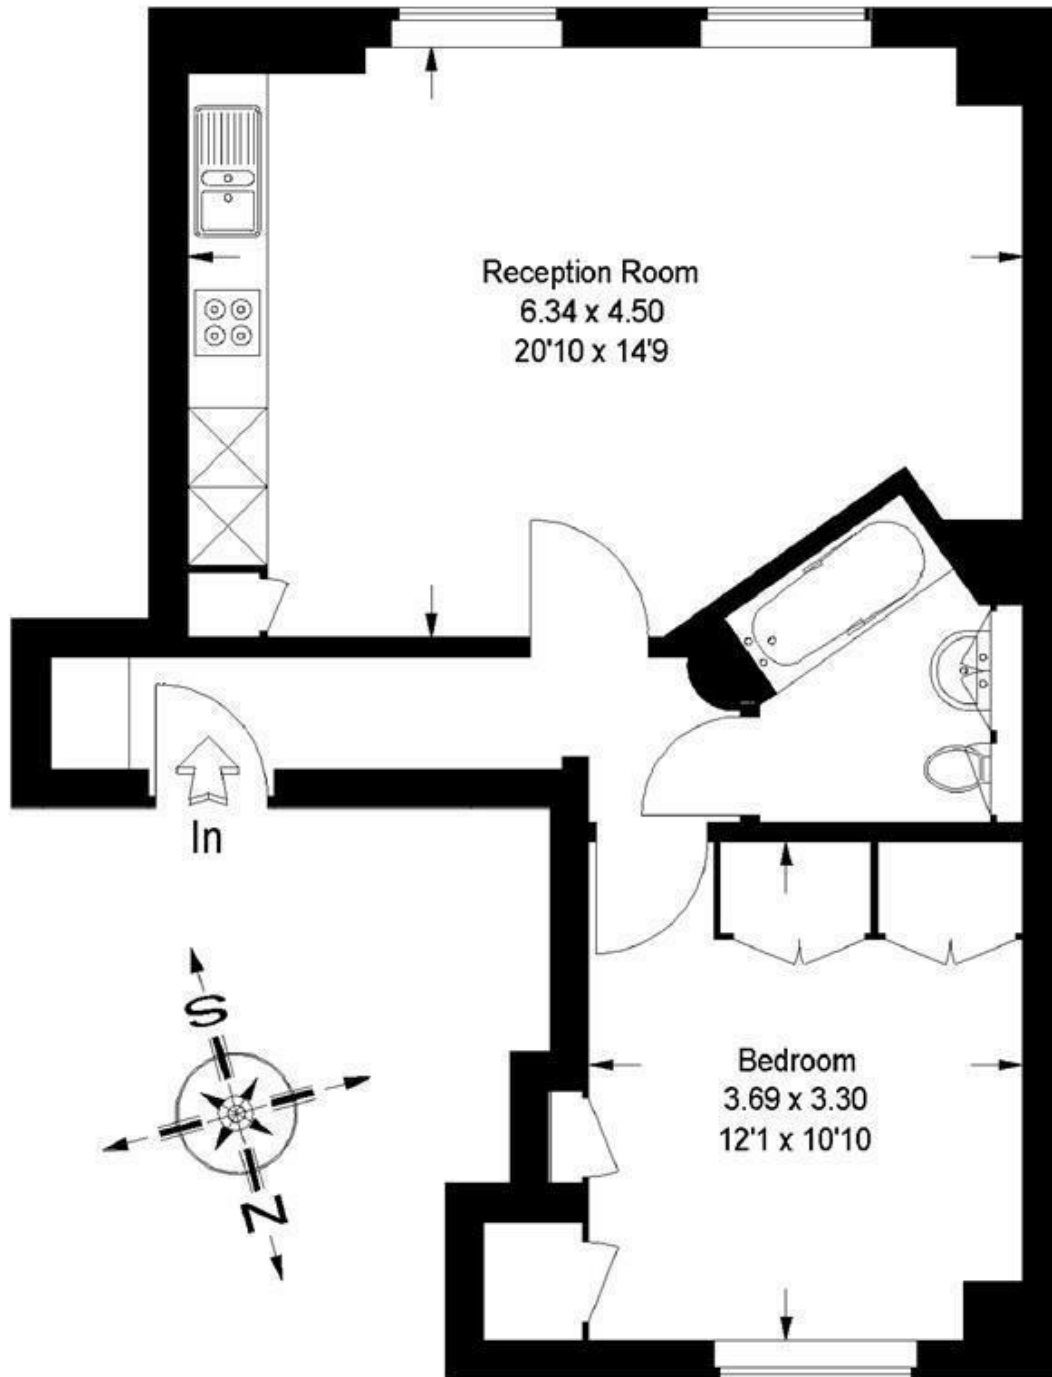 Reception Room
6.34 x 4.50
20'10 x 14'9
In
S
N
Bedroom
3.69 x 3.30
12'1 x 10'10